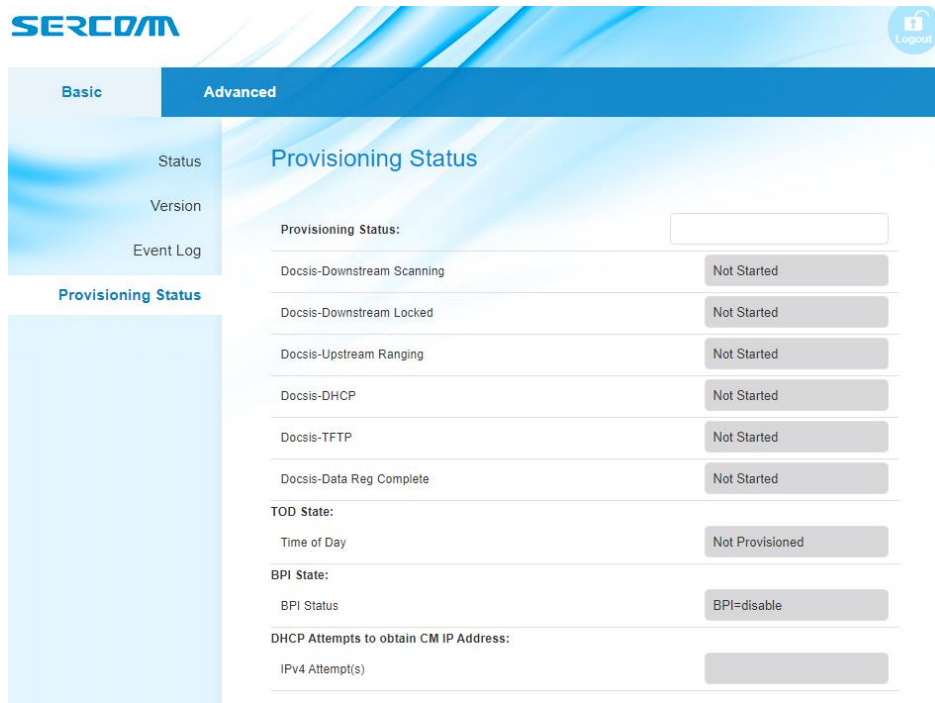 SERCOMM
Logout
Basic Advanced
Status
Version
Event Log
Provisioning Status
Provisioning Status
Provisioning Status:
Docsis-Downstream Scanning Not Started
Docsis-Downstream Locked Not Started
Docsis-Upstream Ranging Not Started
Docsis-DHCP Not Started
Docsis-TFTP Not Started
Docsis-Data Reg Complete Not Started
TOD State:
Time of Day Not Provisioned
BPI State:
BPI Status BPI=disable
DHCP Attempts to obtain CM IP Address:
IPv4 Attempt(s)